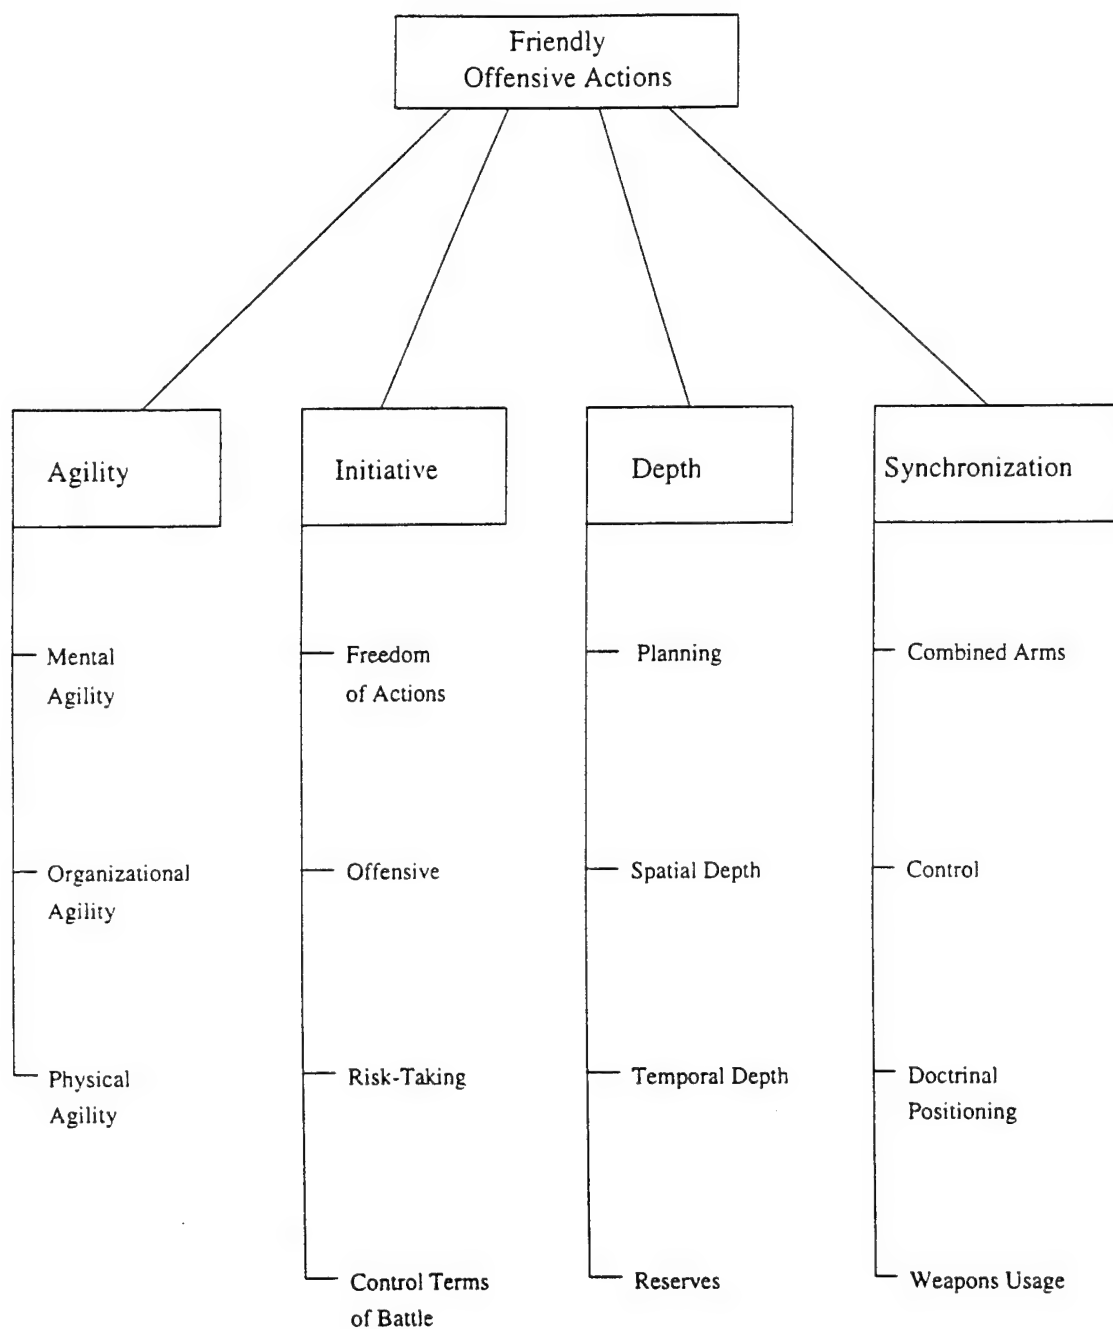 Friendly
Offensive Actions
Agility
Initiative
Depth
Synchronization
Mental
Agility
Organizational
Agility
Physical
Agility
Freedom
of Actions
Offensive
Risk-Taking
Control Terms
of Battle
Planning
Spatial Depth
Temporal Depth
Reserves
Combined Arms
Control
Doctrinal
Positioning
Weapons Usage